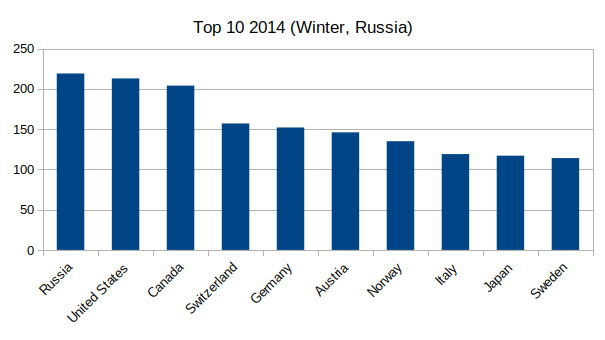 Top 10 2014 (Winter, Russia)
250
200
150
100
50
0
Russia
United States
Canada
Switzerland
Germany
Austria
Norway
Italy
Japan
Sweden